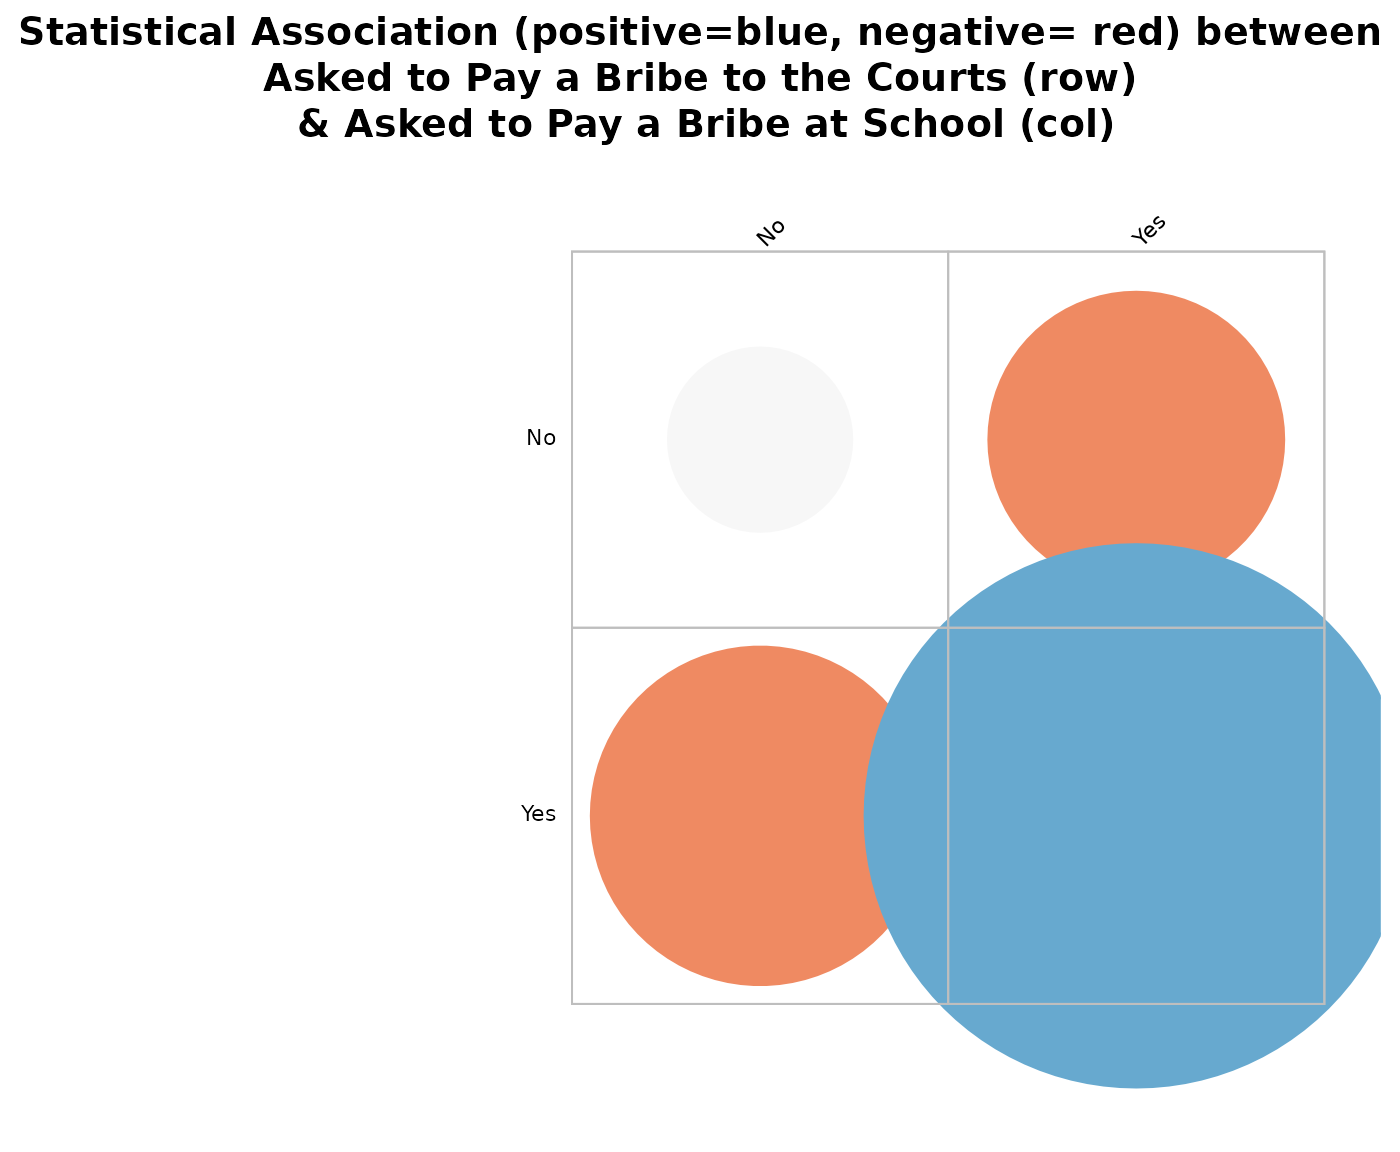 Statistical Association (positive=blue, negative= red) between
Asked to Pay a Bribe to the Courts (row)
& Asked to Pay a Bribe at School (col)
No
Yes
No
Yes